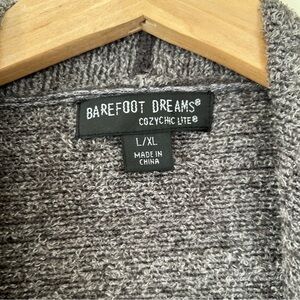 BAREFOOT DREAMS®
COZYCHIC LITE®
L/XL
MADE IN
CHINA